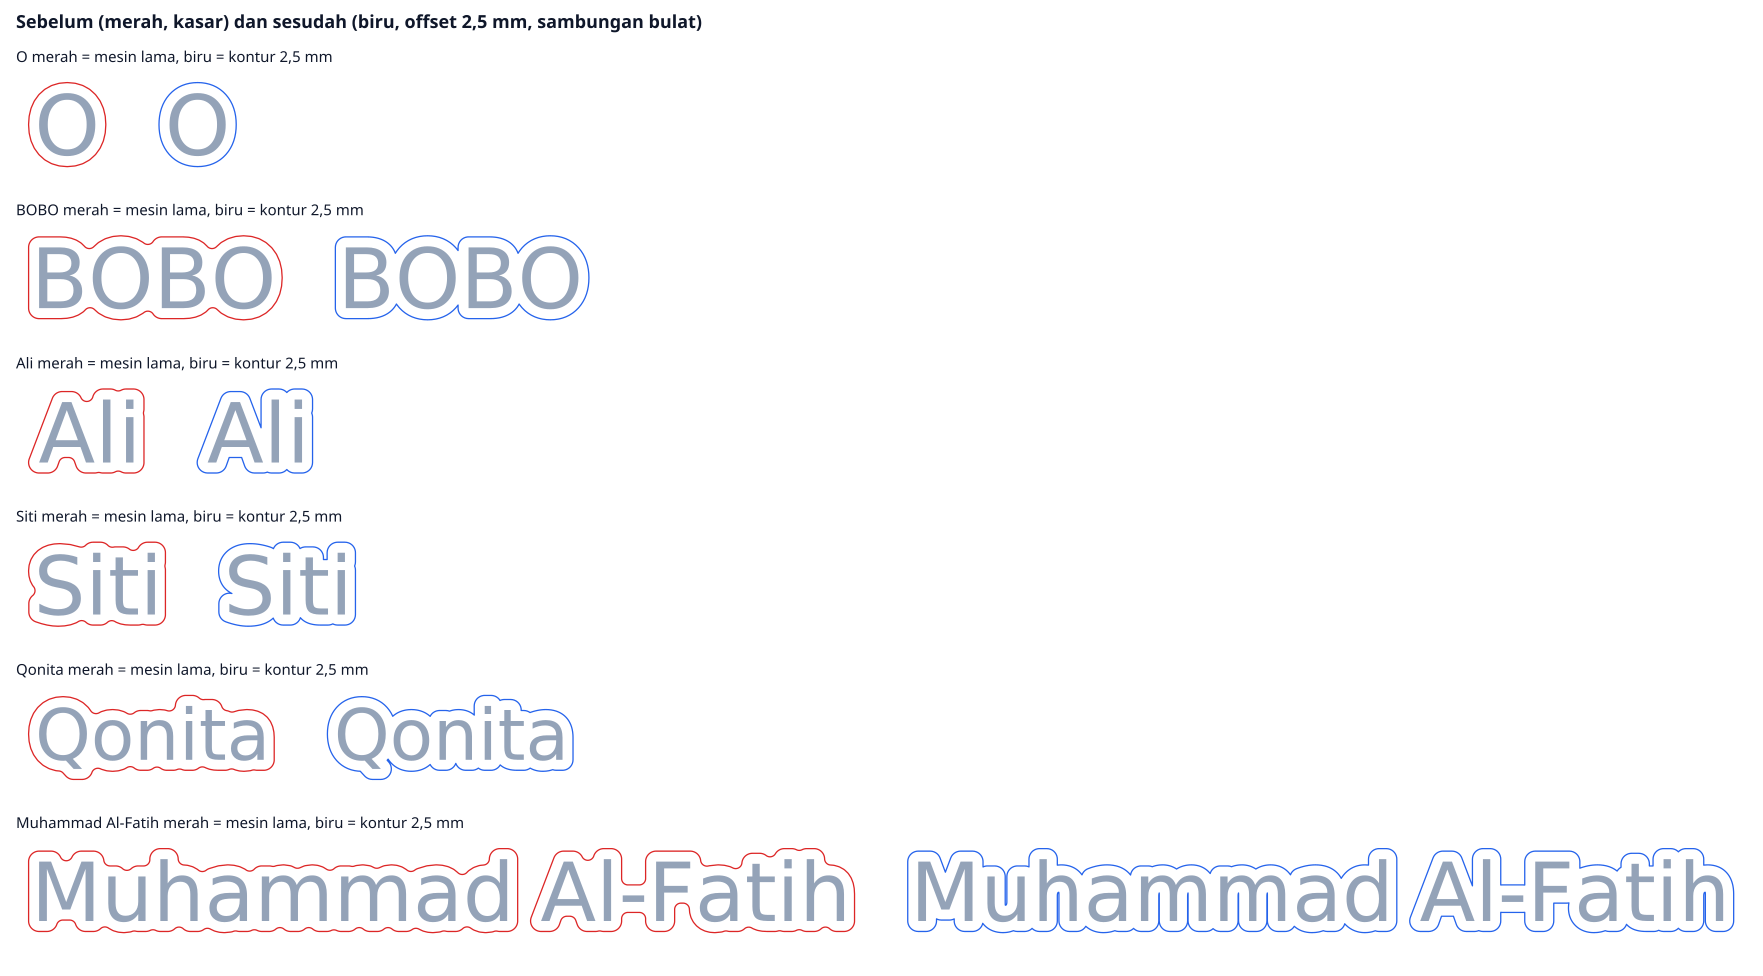 Sebelum (merah, kasar) dan sesudah (biru, offset 2,5 mm, sambungan bulat)
O merah = mesin lama, biru = kontur 2,5 mm
O O
BOBO merah = mesin lama, biru = kontur 2,5 mm
BOBO BOBO
Ali merah = mesin lama, biru = kontur 2,5 mm
Ali Ali
Siti merah = mesin lama, biru = kontur 2,5 mm
Siti Siti
Qonita merah = mesin lama, biru = kontur 2,5 mm
Qonita Qonita
Muhammad Al-Fatih merah = mesin lama, biru = kontur 2,5 mm
Muhammad Al-Fatih Muhammad Al-Fatih